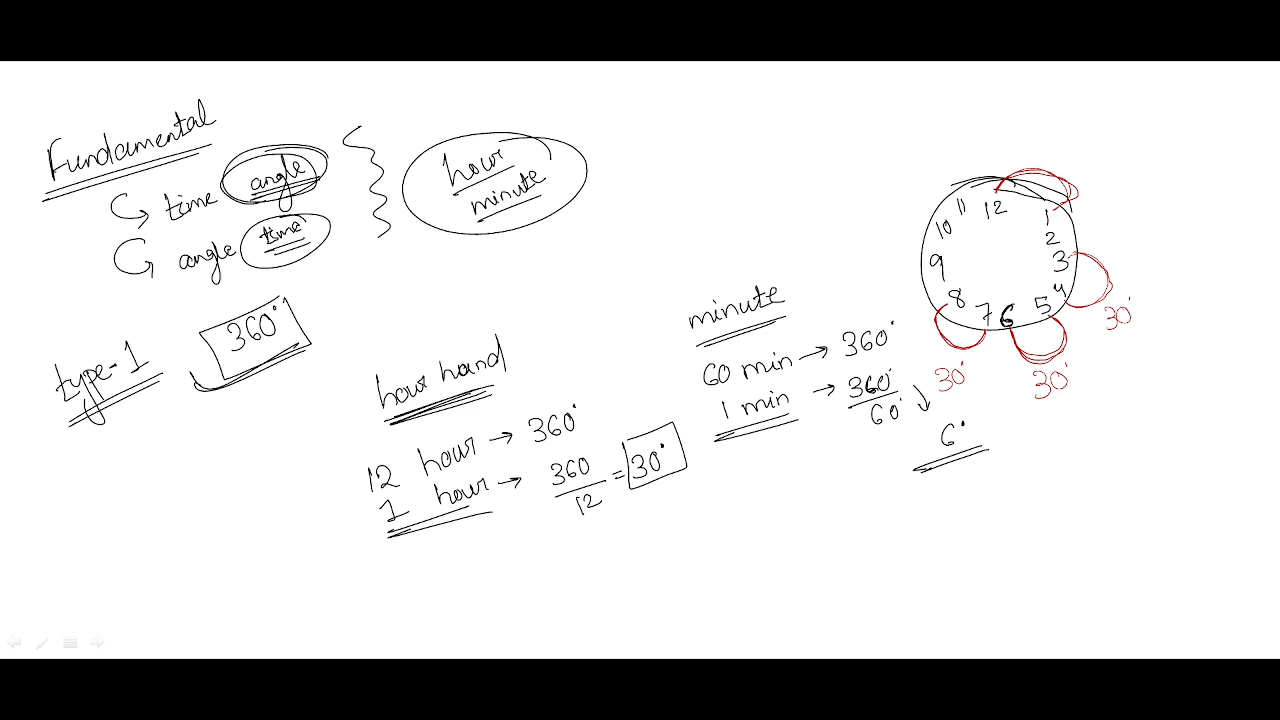 Fundamental
time angle
angle time
hour
minute
type-1
360°
hour hand
12 hour → 360°
1 hour → 360/12 = 30°
minute
60 min → 360°
1 min → 360°/60°
6°
12
1
2
3
4
5
6
7
8
9
10
11
30°
30°
30°